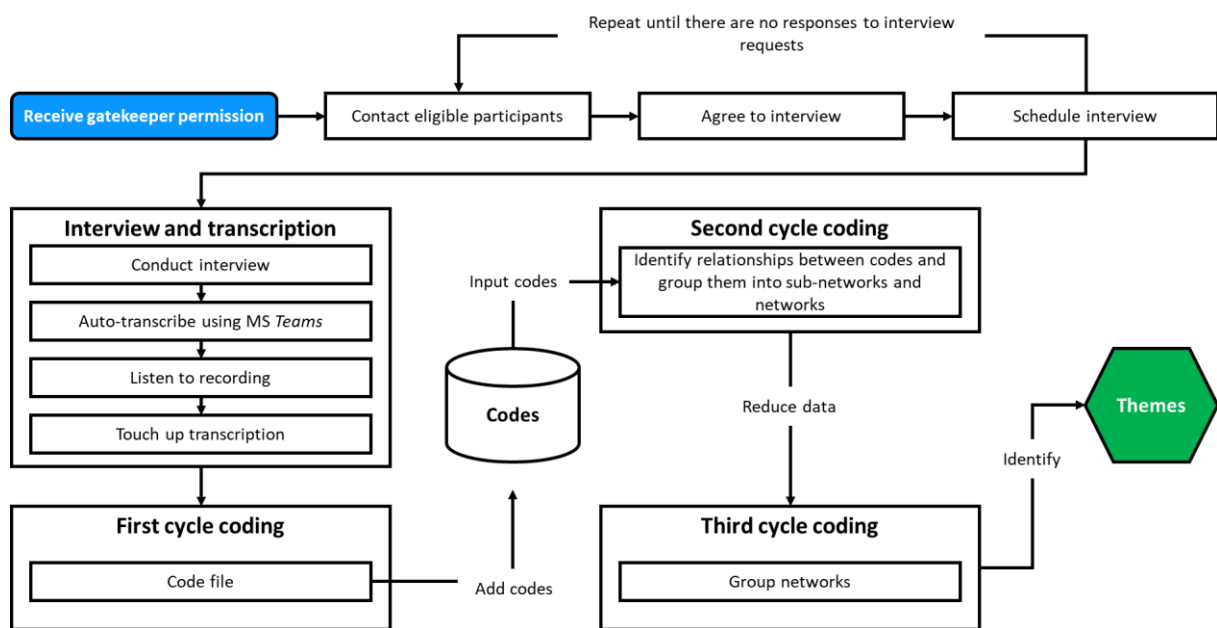 Repeat until there are no responses to interview
requests
Receive gatekeeper permission
Contact eligible participants
Agree to interview
Schedule interview
Interview and transcription
Conduct interview
Auto-transcribe using MS Teams
Listen to recording
Touch up transcription
First cycle coding
Code file
Add codes
Codes
Input codes
Second cycle coding
Identify relationships between codes and
group them into sub-networks and
networks
Reduce data
Third cycle coding
Group networks
Identify
Themes